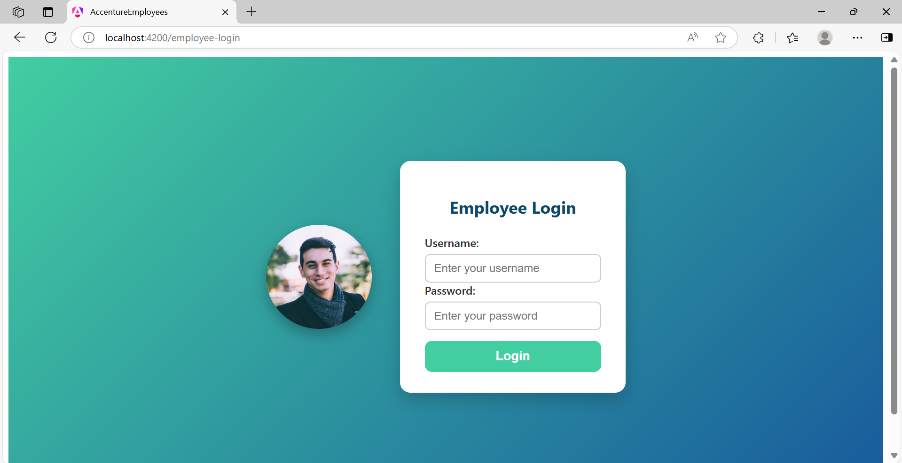 AccentureEmployees
localhost:4200/employee-login
Employee Login
Username:
Enter your username
Password:
Enter your password
Login